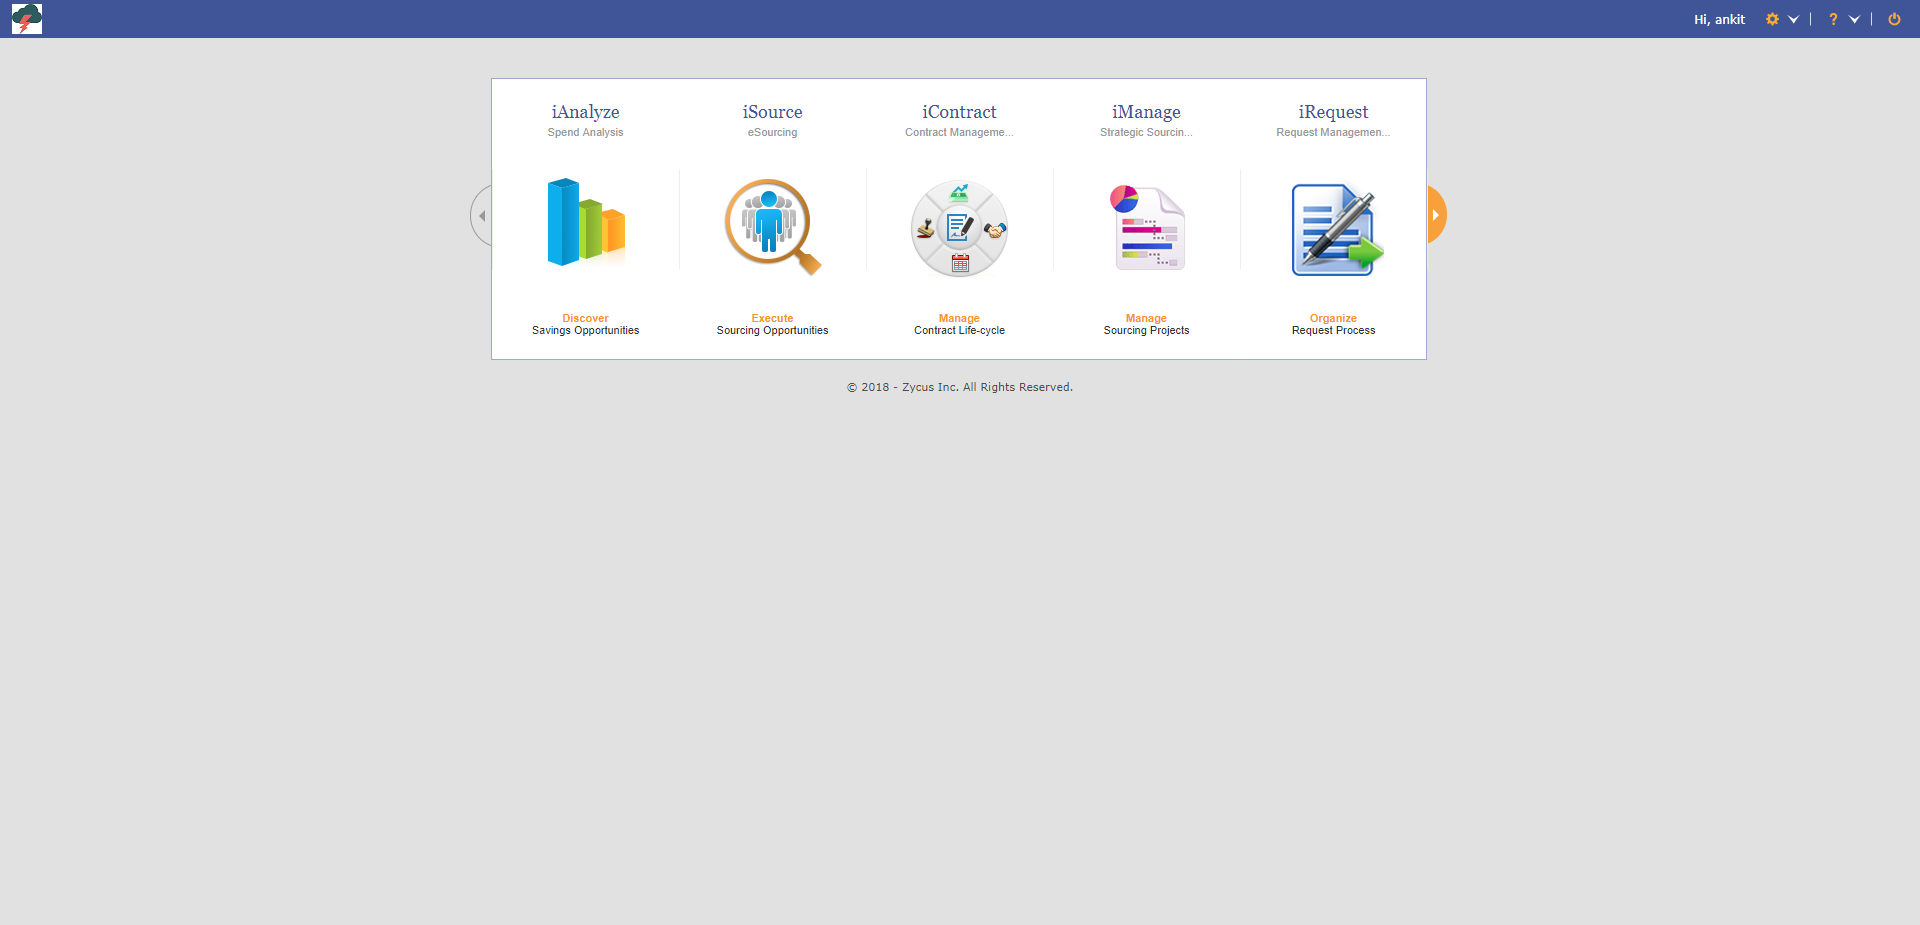 Hi, ankit
?
iAnalyze
Spend Analysis
Discover
Savings Opportunities
iSource
eSourcing
Execute
Sourcing Opportunities
iContract
Contract Manageme...
Manage
Contract Life-cycle
iManage
Strategic Sourcin...
Manage
Sourcing Projects
iRequest
Request Managemen...
Organize
Request Process
© 2018 - Zycus Inc. All Rights Reserved.